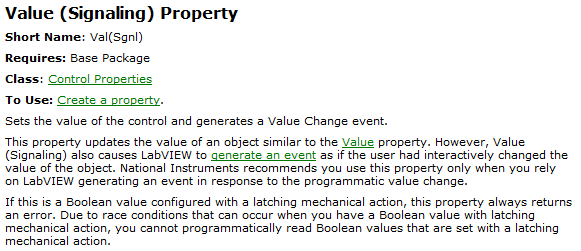 Value (Signaling) Property
Short Name: Val(Sgnl)
Requires: Base Package
Class: Control Properties
To Use: Create a property.
Sets the value of the control and generates a Value Change event.
This property updates the value of an object similar to the Value property. However, Value
(Signaling) also causes LabVIEW to generate an event as if the user had interactively changed
the value of the object. National Instruments recommends you use this property only when you rely
on LabVIEW generating an event in response to the programmatic value change.
If this is a Boolean value configured with a latching mechanical action, this property always returns
an error. Due to race conditions that can occur when you have a Boolean value with latching
mechanical action, you cannot programmatically read Boolean values that are set with a latching
mechanical action.